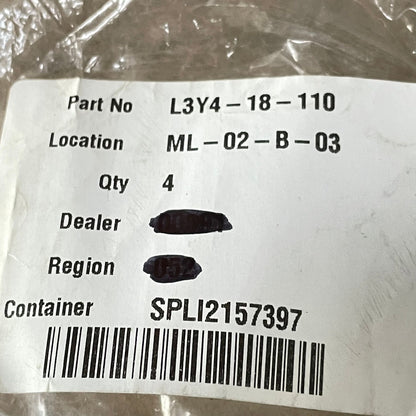 Part No L3Y4-18-110
Location ML-02-B-03
Qty 4
Dealer
Region
Container SPLI2157397